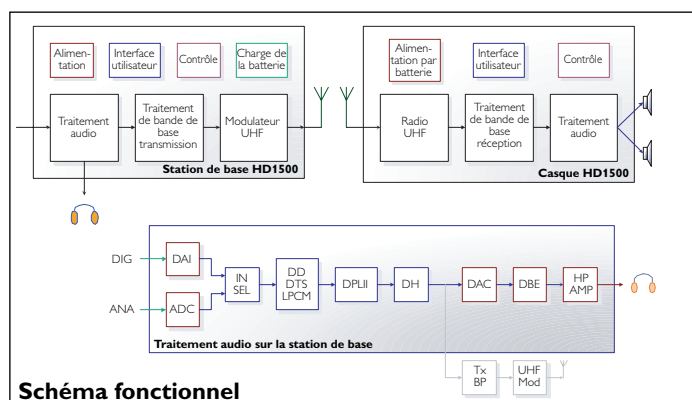 Alimen-
tation
Interface
utilisateur
Contrôle
Charge de
la batterie
Traitement
audio
Traitement
de bande de
base
transmission
Modulateur
UHF
Station de base HD1500
Alimen-
tation par
batterie
Interface
utilisateur
Contrôle
Radio
UHF
Traitement
de bande de
base
réception
Traitement
audio
Casque HD1500
DIG
DAI
ANA
ADC
IN
SEL
DD
DTS
LPCM
DPLII
DH
DAC
DBE
HP
AMP
Traitement audio sur la station de base
Tx
BP
UHF
Mod
Schéma fonctionnel